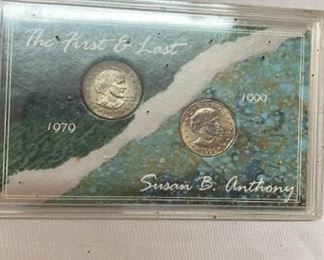 The First & Last
1979
1999
Susan B. Anthony